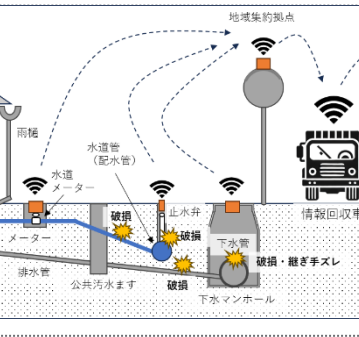 地域集約拠点
雨樋
水道管
（配水管）
水道
メーター
情報回収車
破損
止水弁
破損
下水管
メーター
破損・継ぎ手ズレ
排水管
公共汚水ます
破損
下水マンホール